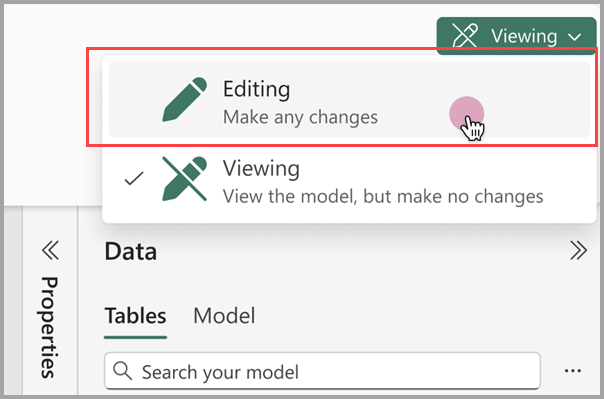 Viewing
Editing
Make any changes
Viewing
View the model, but make no changes
Properties
Data
Tables Model
Search your model